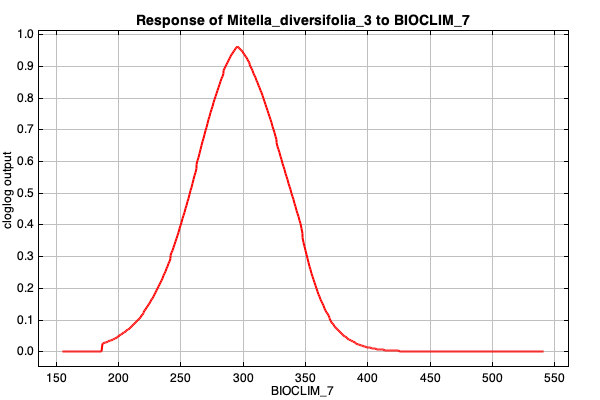 Response of Mitella_diversifolia_3 to BIOCLIM_7
cloglog output
1.0
0.9
0.8
0.7
0.6
0.5
0.4
0.3
0.2
0.1
0.0
150 200 250 300 350 400 450 500 550
BIOCLIM_7